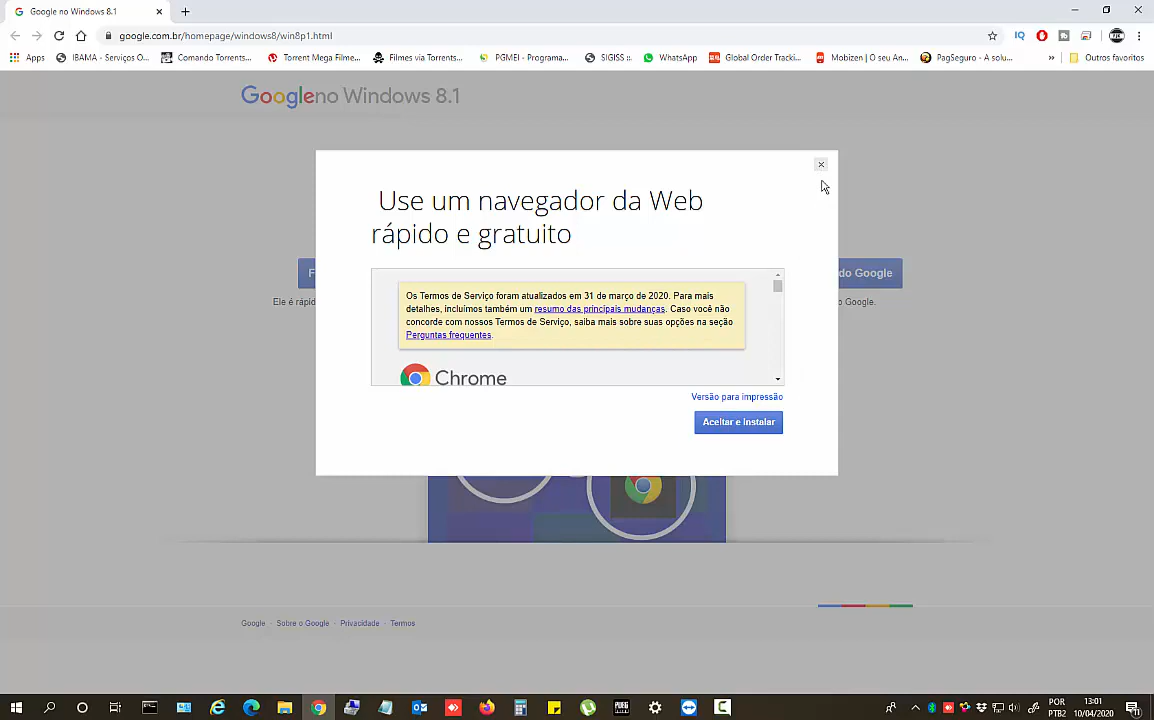 Google no Windows 8.1
google.com.br/homepage/windows8/win8p1.html
IQ
Apps
IBAMA - Serviços O...
Comando Torrents...
Torrent Mega Filme...
Filmes via Torrents...
PGMEI - Programa...
SIGISS ::.
WhatsApp
Global Order Tracki...
Mobizen | O seu An...
PagSeguro - A solu...
»
Outros favoritos
Googleno Windows 8.1
Use um navegador da Web
rápido e gratuito
F
do Google
Ele é rápid
o Google.
Os Termos de Serviço foram atualizados em 31 de março de 2020. Para mais
detalhes, incluímos também um resumo das principais mudanças. Caso você não
concorde com nossos Termos de Serviço, saiba mais sobre suas opções na seção
Perguntas frequentes.
Chrome
Versão para impressão
Aceitar e instalar
Google - Sobre o Google - Privacidade - Termos
POR
PTB2
13:01
10/04/2020